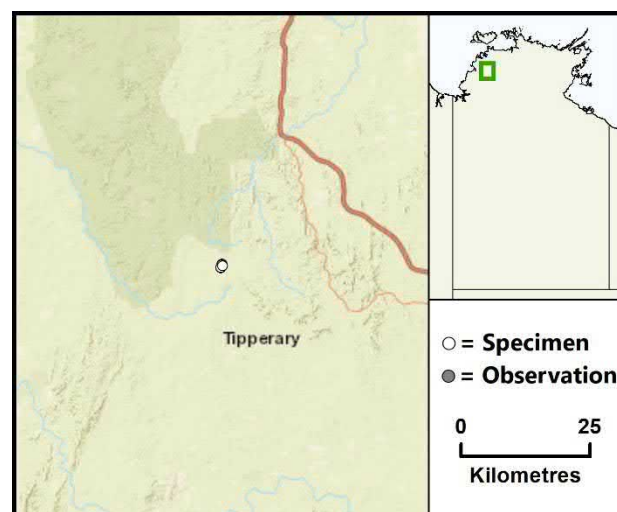 Tipperary
= Specimen
= Observation
0 25
Kilometres